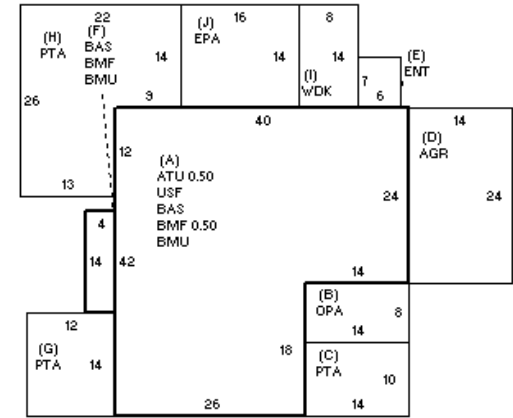 22
(H)
PTA
(F)
BAS
BMF
BMU
14
26
9
13
16
(J)
EPA
14
8
14
(I)
WDK
(E)
ENT
7
6
40
12
(A)
ATU 0.50
USF
BAS
BMF 0.50
BMU
14
(D)
AGR
24
24
4
14
42
14
(B)
OPA
8
14
12
(G)
PTA
14
18
(C)
PTA
10
14
26